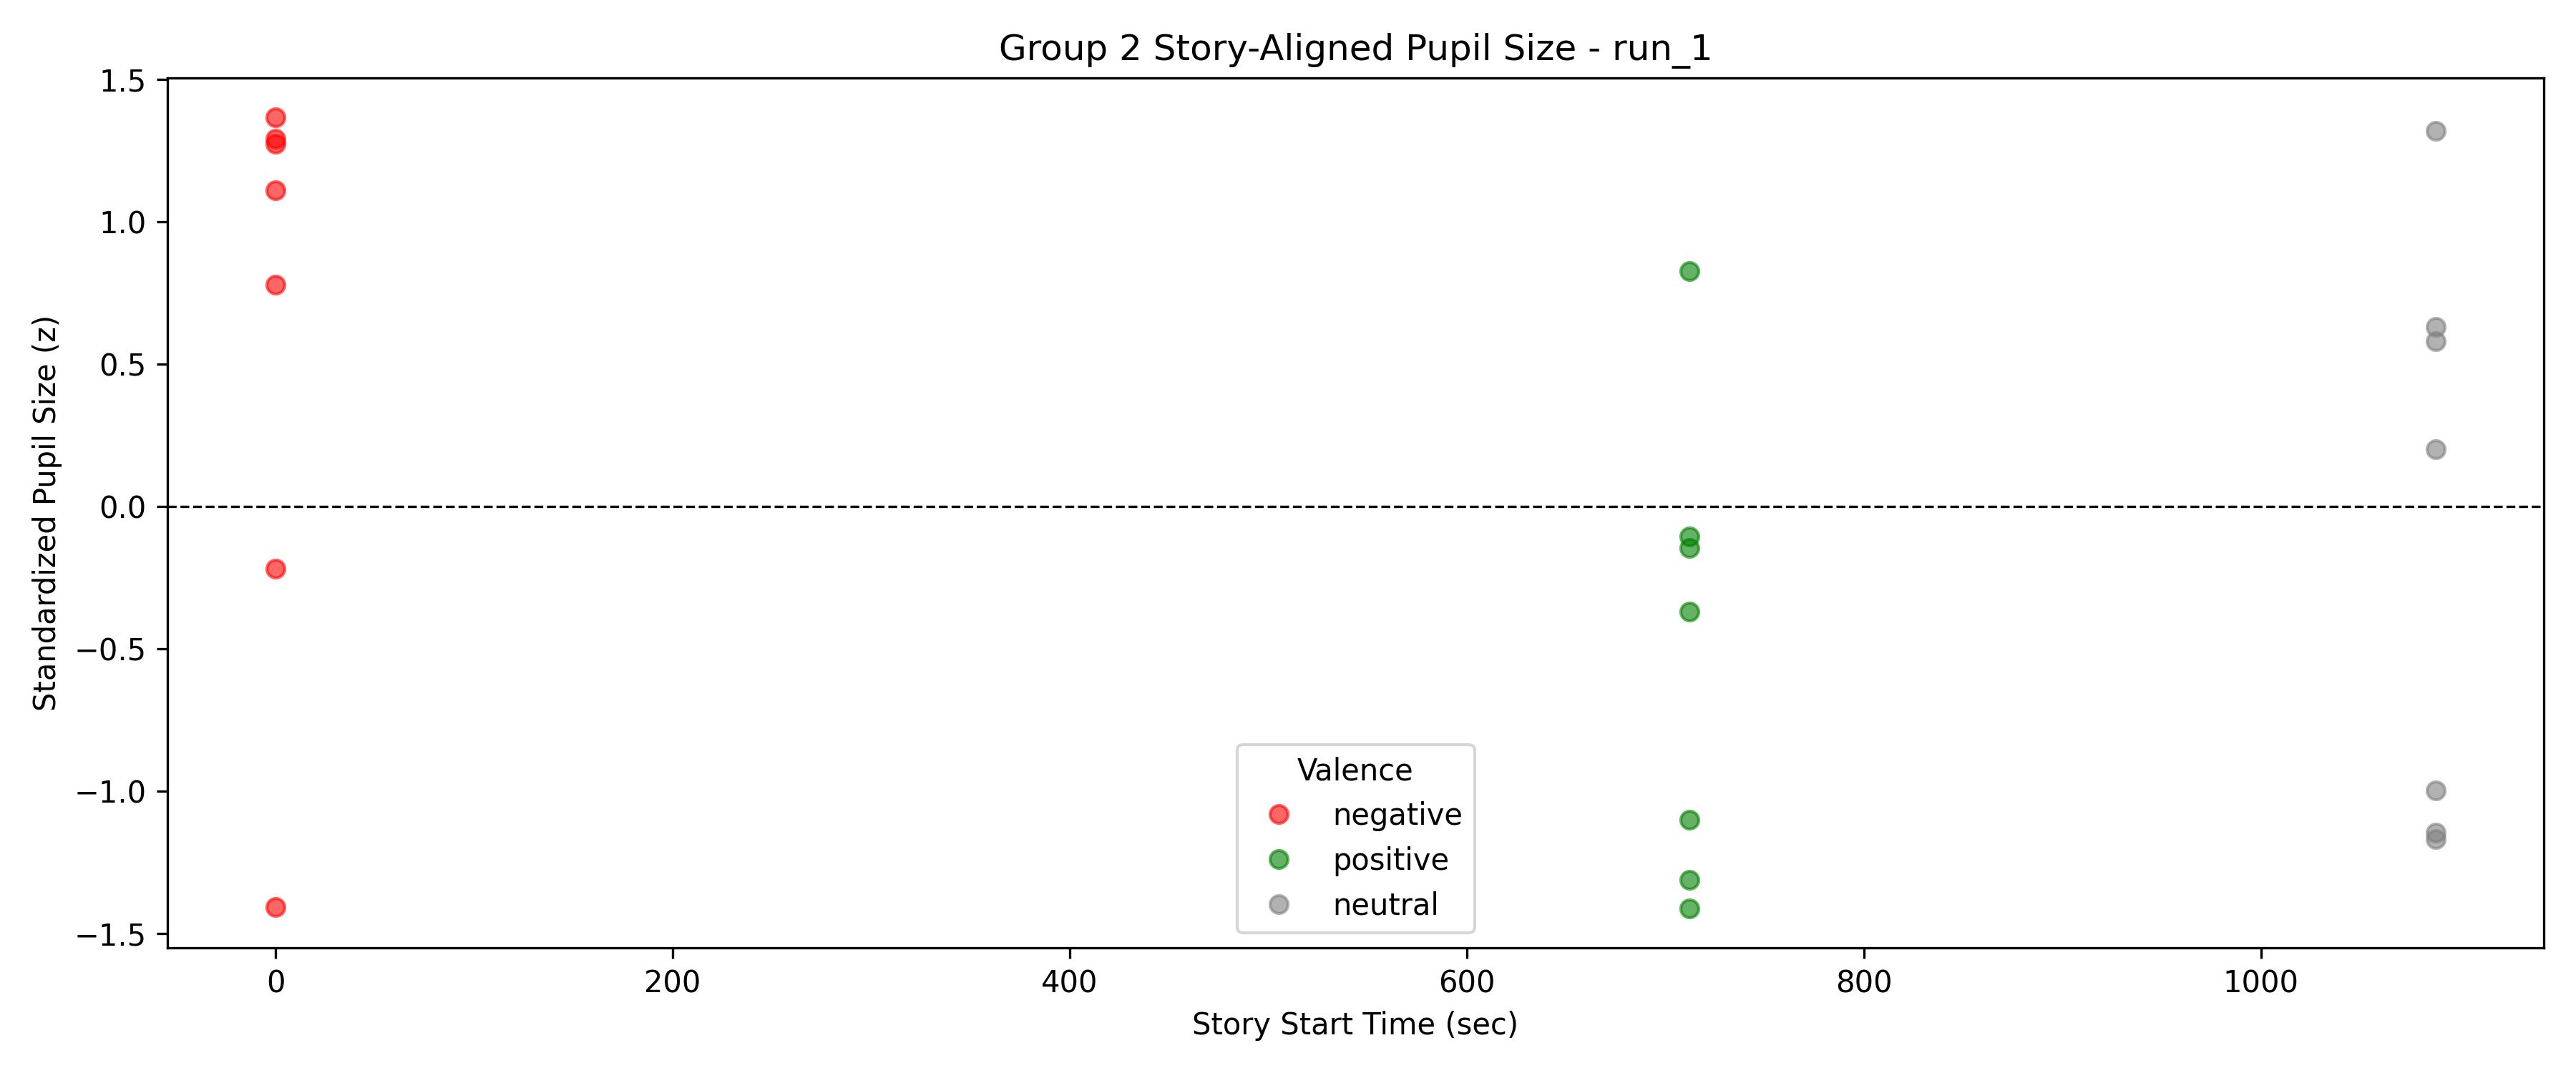 Group 2 Story-Aligned Pupil Size - run_1
Standardized Pupil Size (z)
1.5
1.0
0.5
0.0
−0.5
−1.0
−1.5
Valence
negative
positive
neutral
0
200
400
600
800
1000
Story Start Time (sec)